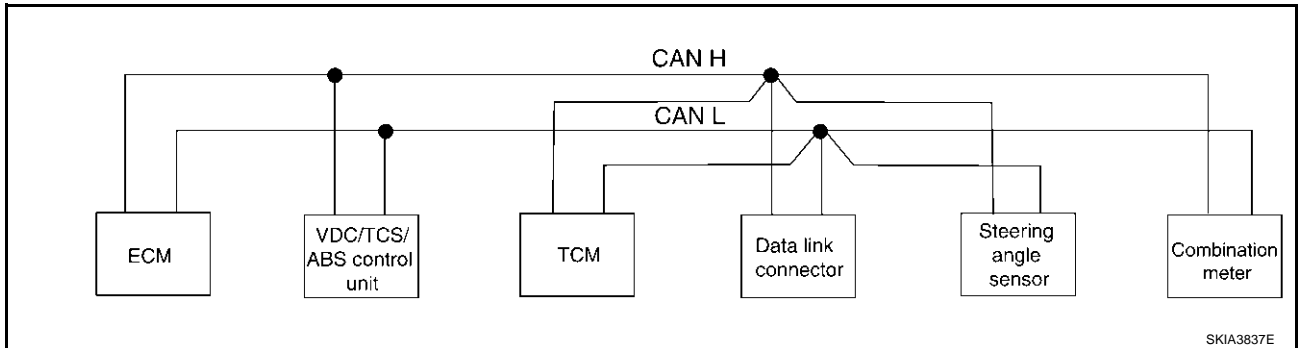 CAN H
CAN L
ECM
VDC/TCS/
ABS control
unit
TCM
Data link
connector
Steering
angle
sensor
Combination
meter
SKIA3837E